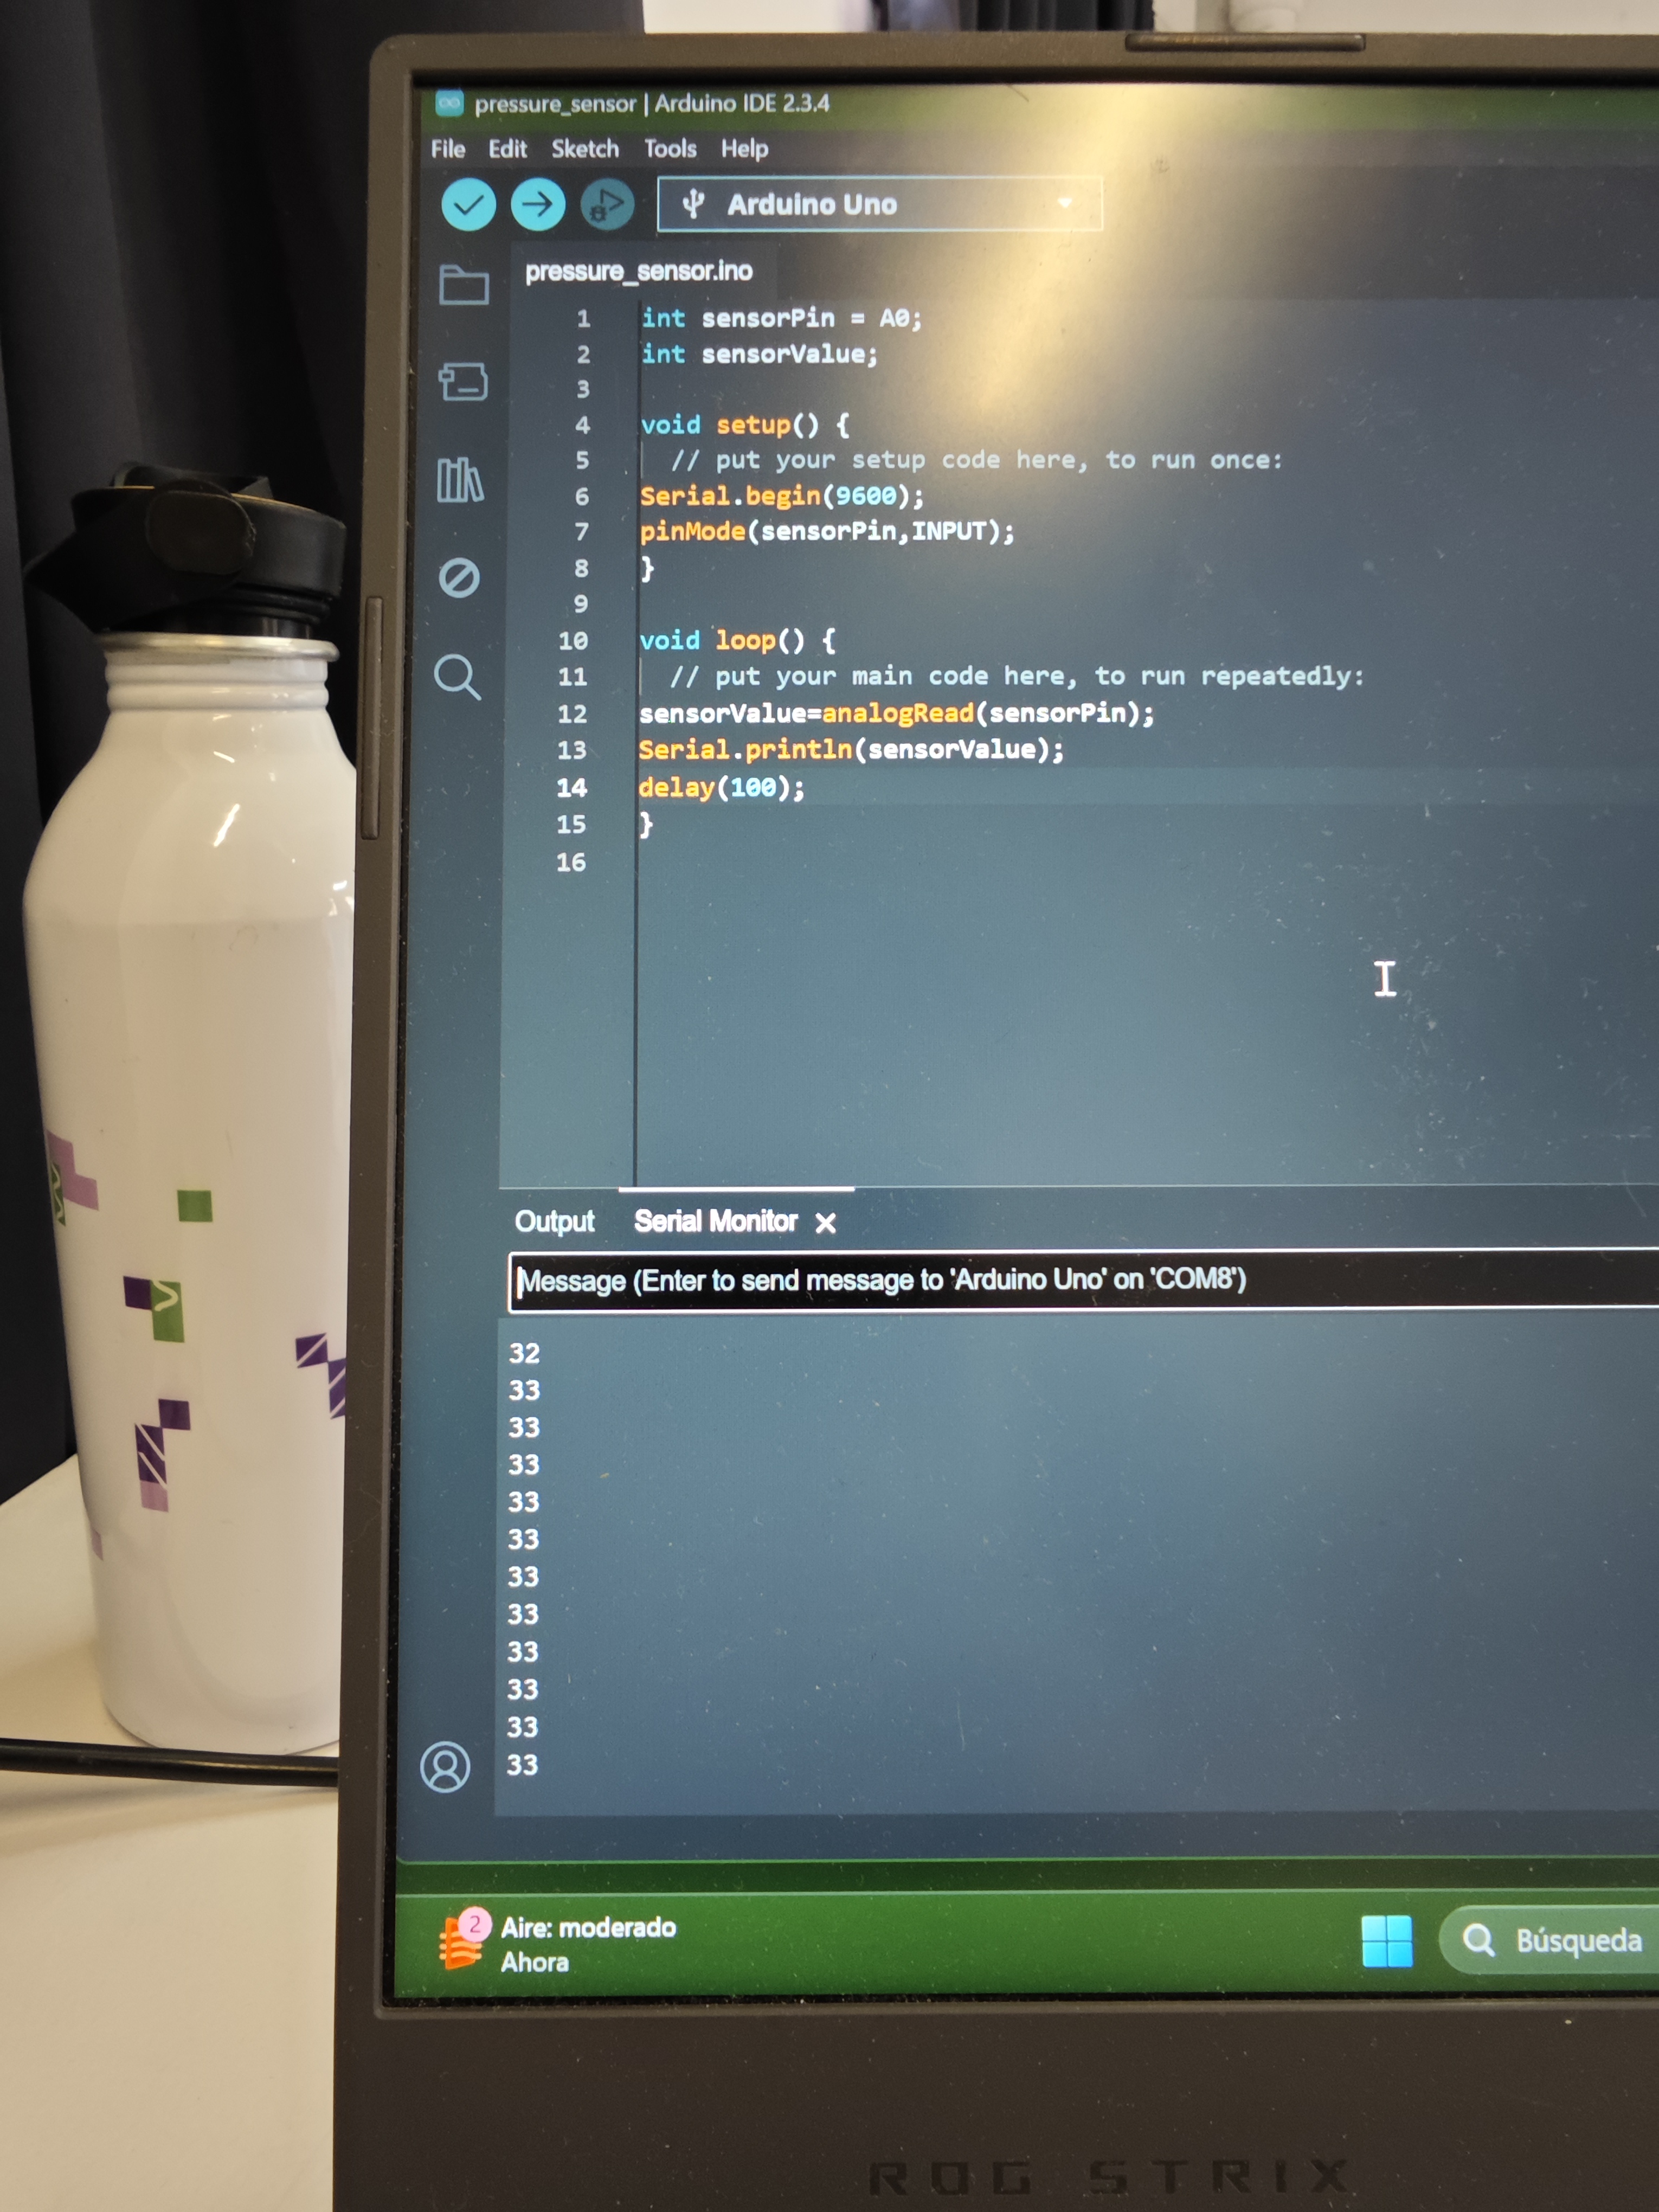 pressure_sensor | Arduino IDE 2.3.4
File Edit Sketch Tools Help
Arduino Uno
pressure_sensor.ino
1 int sensorPin = A0;
2 int sensorValue;
3
4 void setup() {
5 // put your setup code here, to run once:
6 Serial.begin(9600);
7 pinMode(sensorPin,INPUT);
8 }
9
10 void loop() {
11 // put your main code here, to run repeatedly:
12 sensorValue=analogRead(sensorPin);
13 Serial.println(sensorValue);
14 delay(100);
15 }
16
Output Serial Monitor
Message (Enter to send message to 'Arduino Uno' on 'COM8')
32
33
33
33
33
33
33
33
33
33
33
33
2
Aire: moderado
Ahora
Búsqueda
ROG STRIX